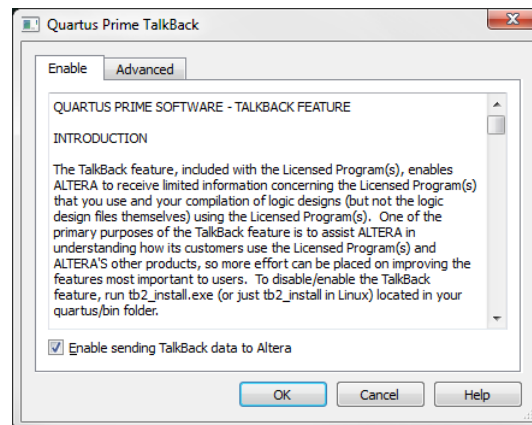 Quartus Prime TalkBack
Enable
Advanced
QUARTUS PRIME SOFTWARE - TALKBACK FEATURE
INTRODUCTION
The TalkBack feature, included with the Licensed Program(s), enables
ALTERA to receive limited information concerning the Licensed Program(s)
that you use and your compilation of logic designs (but not the logic
design files themselves) using the Licensed Program(s).  One of the
primary purposes of the TalkBack feature is to assist ALTERA in
understanding how its customers use the Licensed Program(s) and
ALTERA'S other products, so more effort can be placed on improving the
features most important to users.  To disable/enable the TalkBack
feature, run tb2_install.exe (or just tb2_install in Linux) located in your
quartus/bin folder.
Enable sending TalkBack data to Altera
OK
Cancel
Help